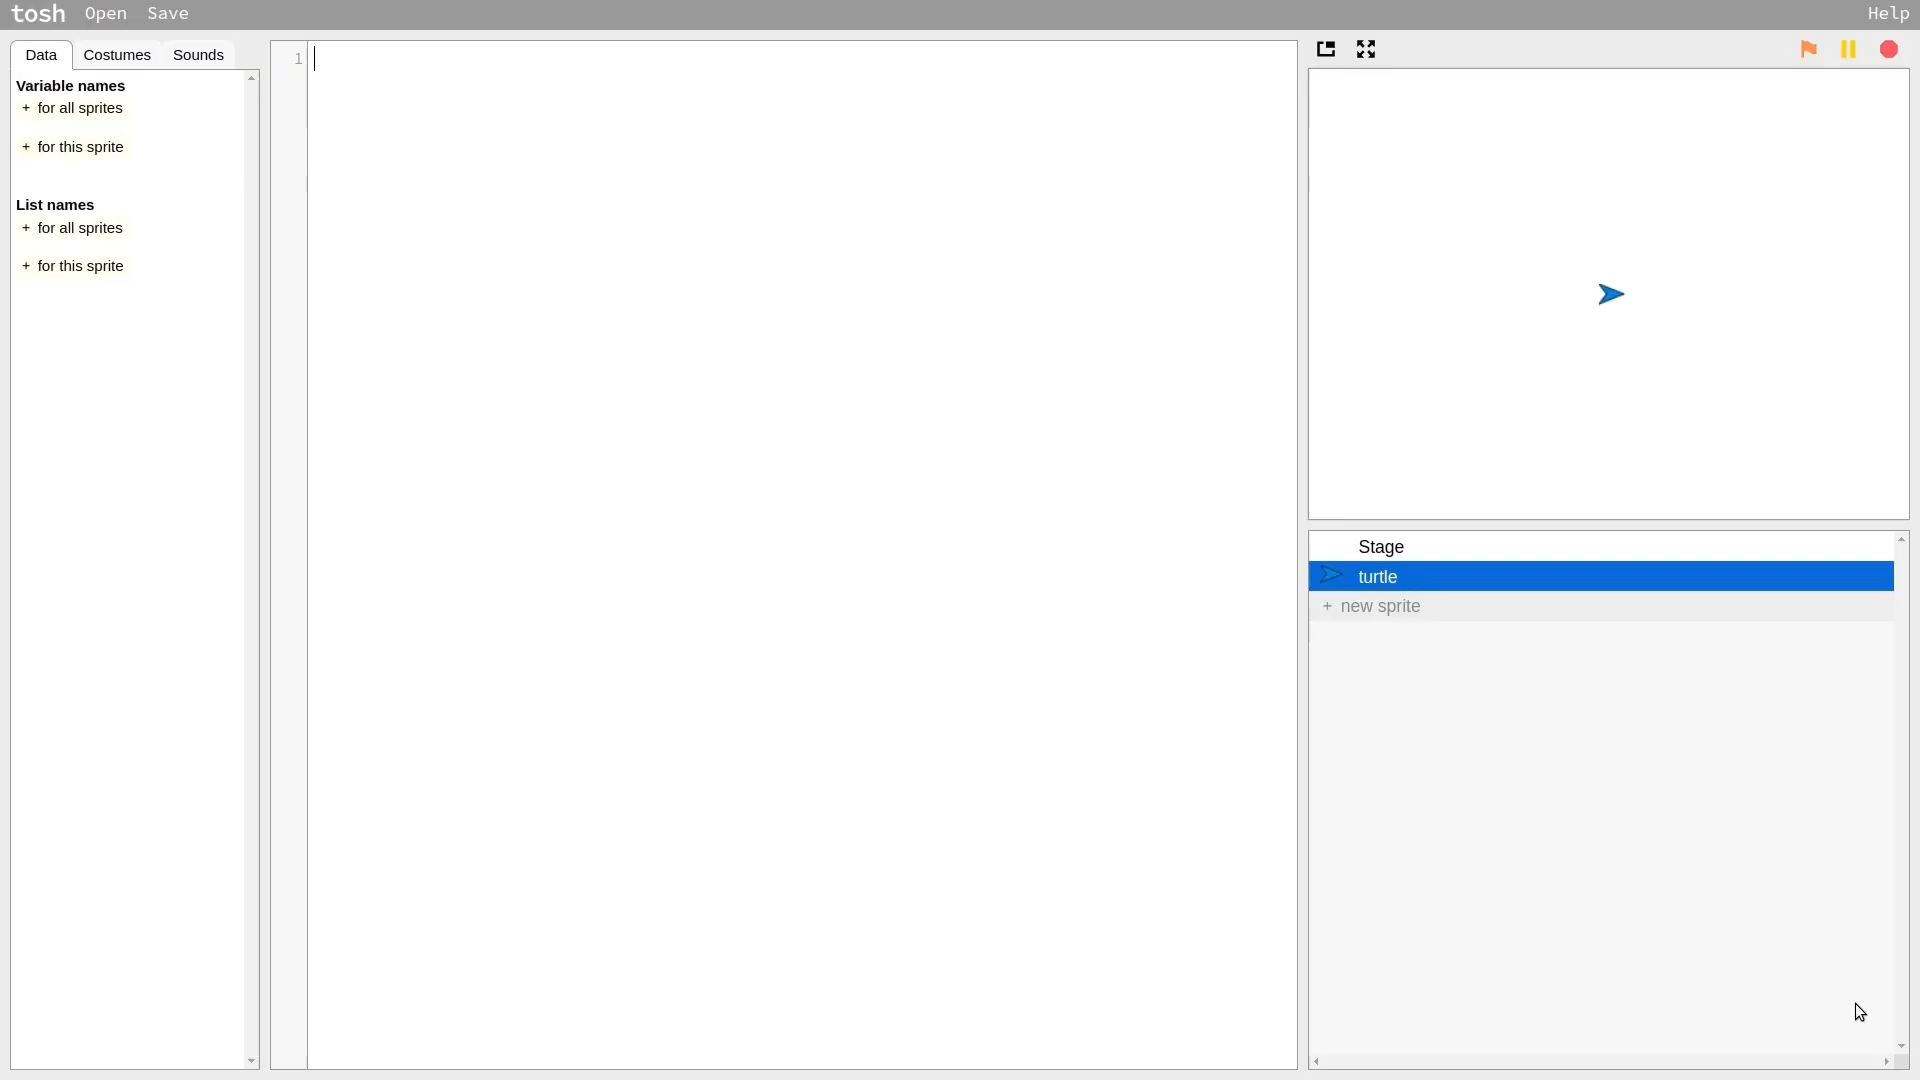 tosh Open Save Help
Data Costumes Sounds
Variable names
+ for all sprites
+ for this sprite
List names
+ for all sprites
+ for this sprite
1
Stage
turtle
+ new sprite